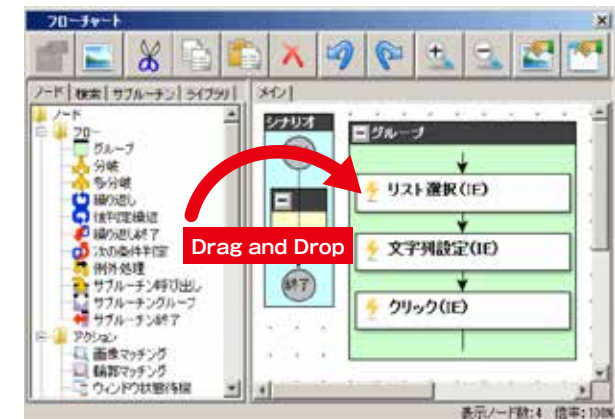 フローチャート
ノード 検索 サブルーチン ライブラリ
メイン
ノード
フロー
グループ
分岐
多分岐
繰り返し
後判定繰返
繰り返し終了
次の条件判定
例外処理
サブルーチン呼び出し
サブルーチングループ
サブルーチン終了
アクション
画像マッチング
輪郭マッチング
ウィンドウ状態待機
シナリオ
終了
グループ
リスト選択(IE)
文字列設定(IE)
クリック(IE)
Drag and Drop
表示ノード数:4 倍率:100%